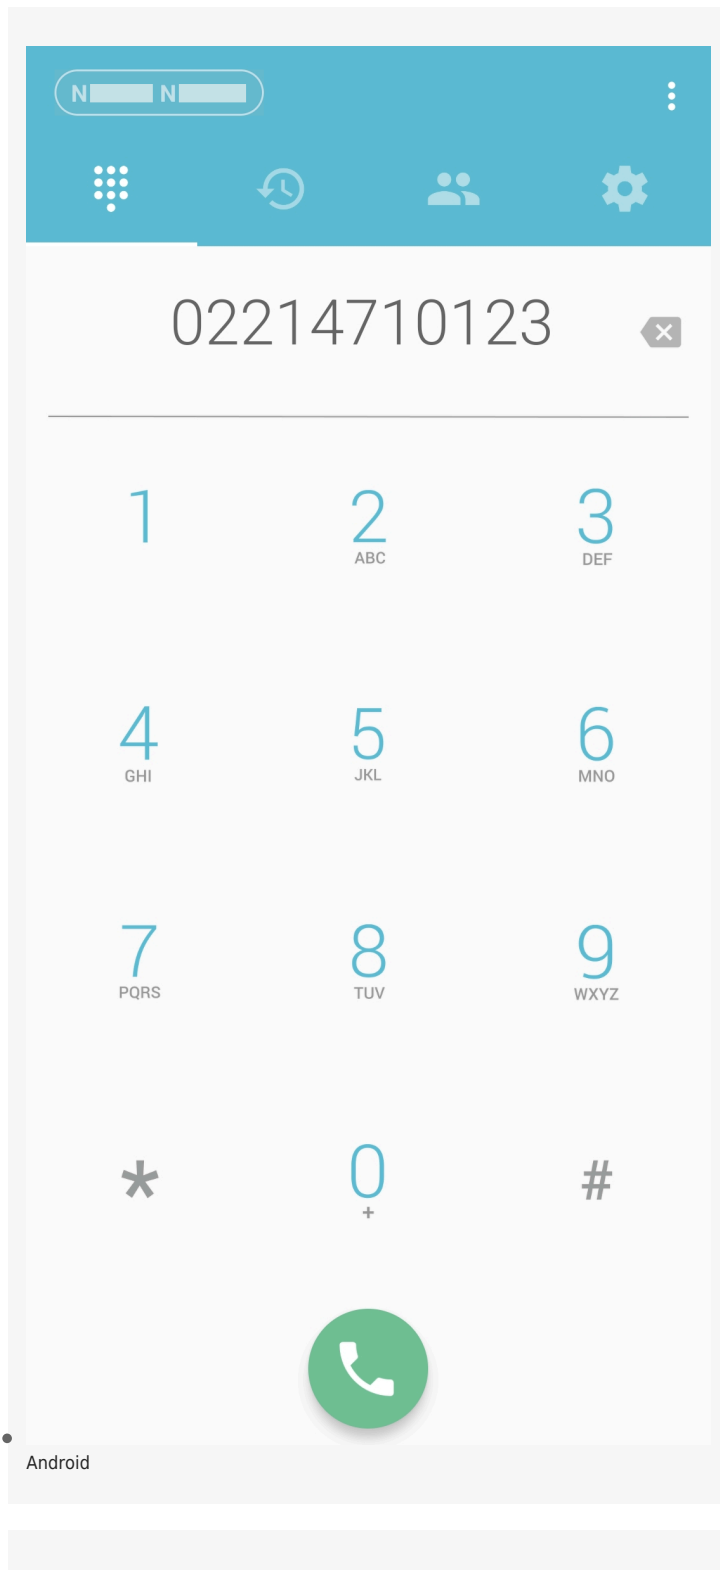 N N
02214710123
1 2 3
ABC DEF
4 5 6
GHI JKL MNO
7 8 9
PQRS TUV WXYZ
* 0 #
+
Android